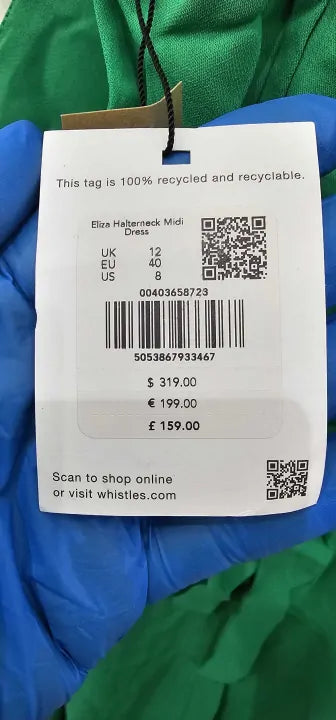 This tag is 100% recycled and recyclable.
Eliza Halterneck Midi
Dress
UK 12
EU 40
US 8
00403658723
5053867933467
$ 319.00
€ 199.00
£ 159.00
Scan to shop online
or visit whistles.com